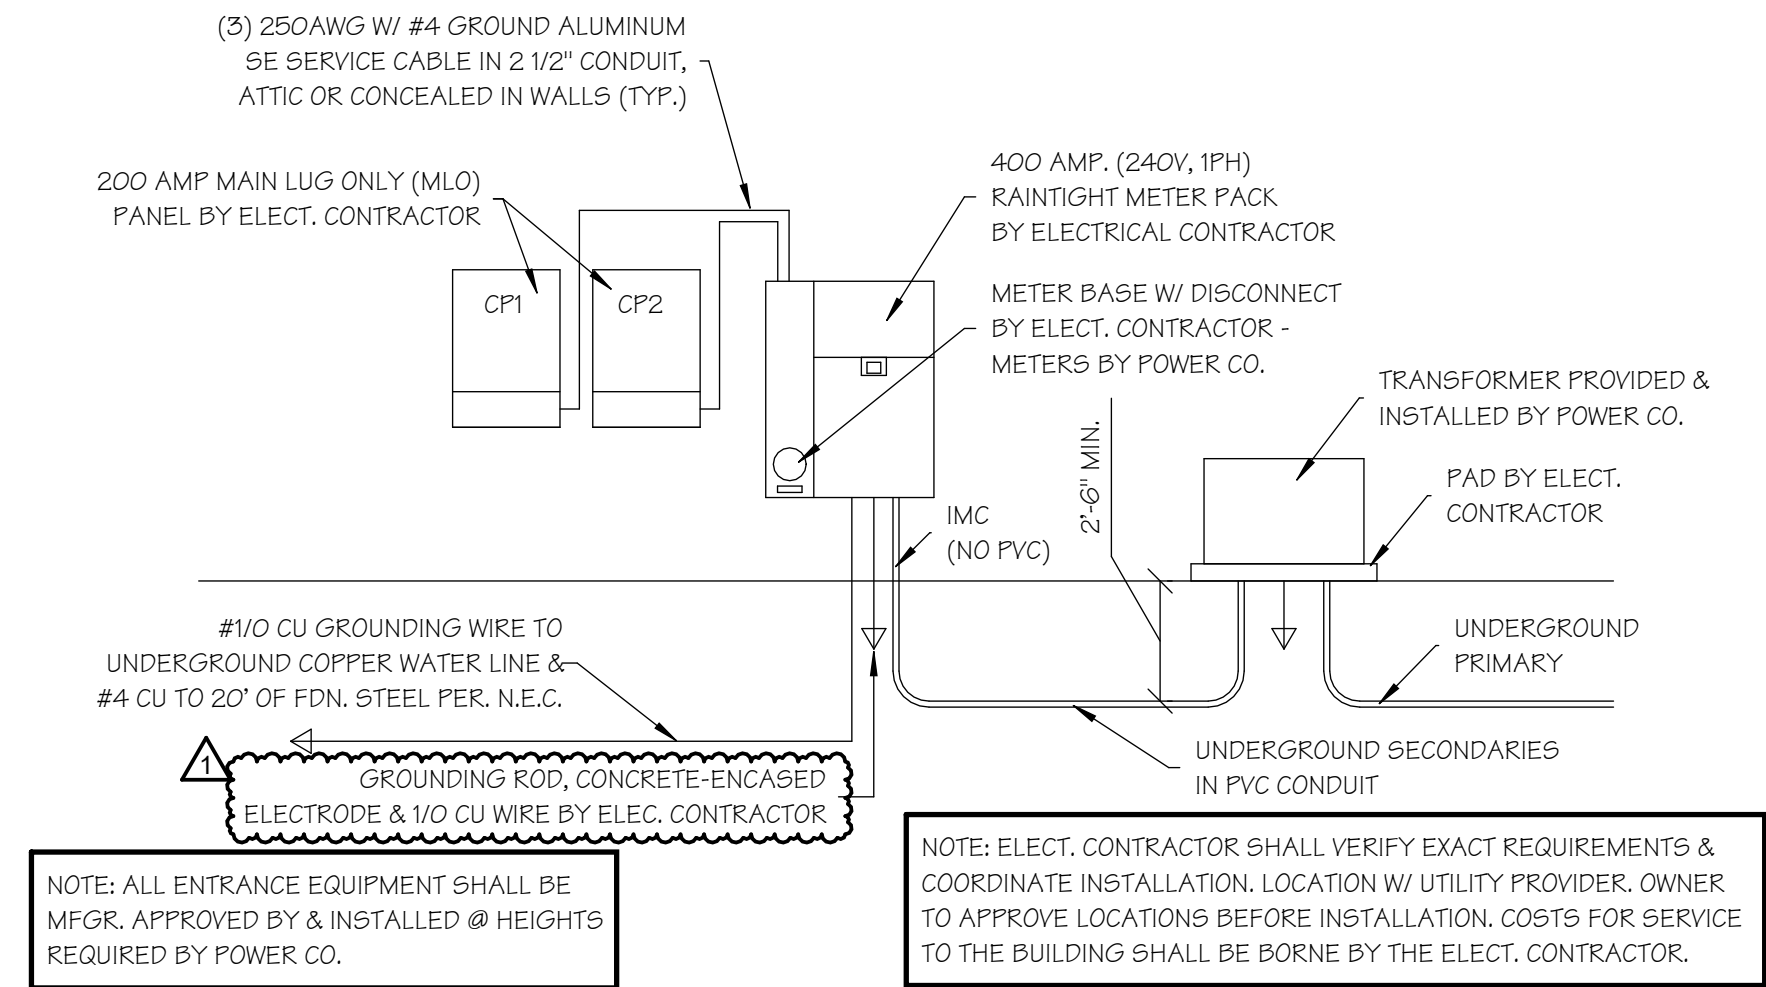 (3) 250AWG W/ #4 GROUND ALUMINUM
SE SERVICE CABLE IN 2 1/2" CONDUIT,
ATTIC OR CONCEALED IN WALLS (TYP.)
200 AMP MAIN LUG ONLY (MLO)
PANEL BY ELECT. CONTRACTOR
400 AMP. (240V, 1PH)
RAINTIGHT METER PACK
BY ELECTRICAL CONTRACTOR
CP1
CP2
METER BASE W/ DISCONNECT
BY ELECT. CONTRACTOR -
METERS BY POWER CO.
TRANSFORMER PROVIDED &
INSTALLED BY POWER CO.
2'-6" MIN.
PAD BY ELECT.
CONTRACTOR
IMC
(NO PVC)
#1/0 CU GROUNDING WIRE TO
UNDERGROUND COPPER WATER LINE &
#4 CU TO 20' OF FDN. STEEL PER. N.E.C.
UNDERGROUND
PRIMARY
1
GROUNDING ROD, CONCRETE-ENCASED
ELECTRODE & 1/0 CU WIRE BY ELEC. CONTRACTOR
UNDERGROUND SECONDARIES
IN PVC CONDUIT
NOTE: ALL ENTRANCE EQUIPMENT SHALL BE
MFGR. APPROVED BY & INSTALLED @ HEIGHTS
REQUIRED BY POWER CO.
NOTE: ELECT. CONTRACTOR SHALL VERIFY EXACT REQUIREMENTS &
COORDINATE INSTALLATION. LOCATION W/ UTILITY PROVIDER. OWNER
TO APPROVE LOCATIONS BEFORE INSTALLATION. COSTS FOR SERVICE
TO THE BUILDING SHALL BE BORNE BY THE ELECT. CONTRACTOR.